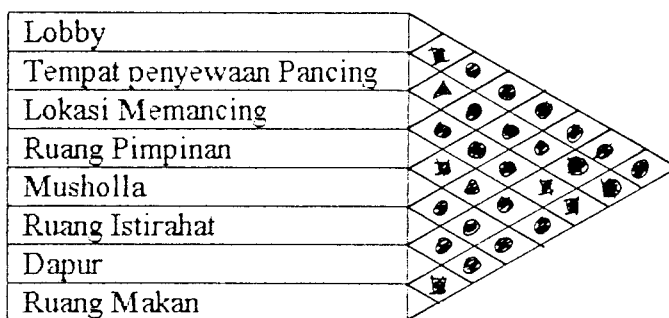 Lobby
Tempat penyewaan Pancing
Lokasi Memancing
Ruang Pimpinan
Musholla
Ruang Istirahat
Dapur
Ruang Makan